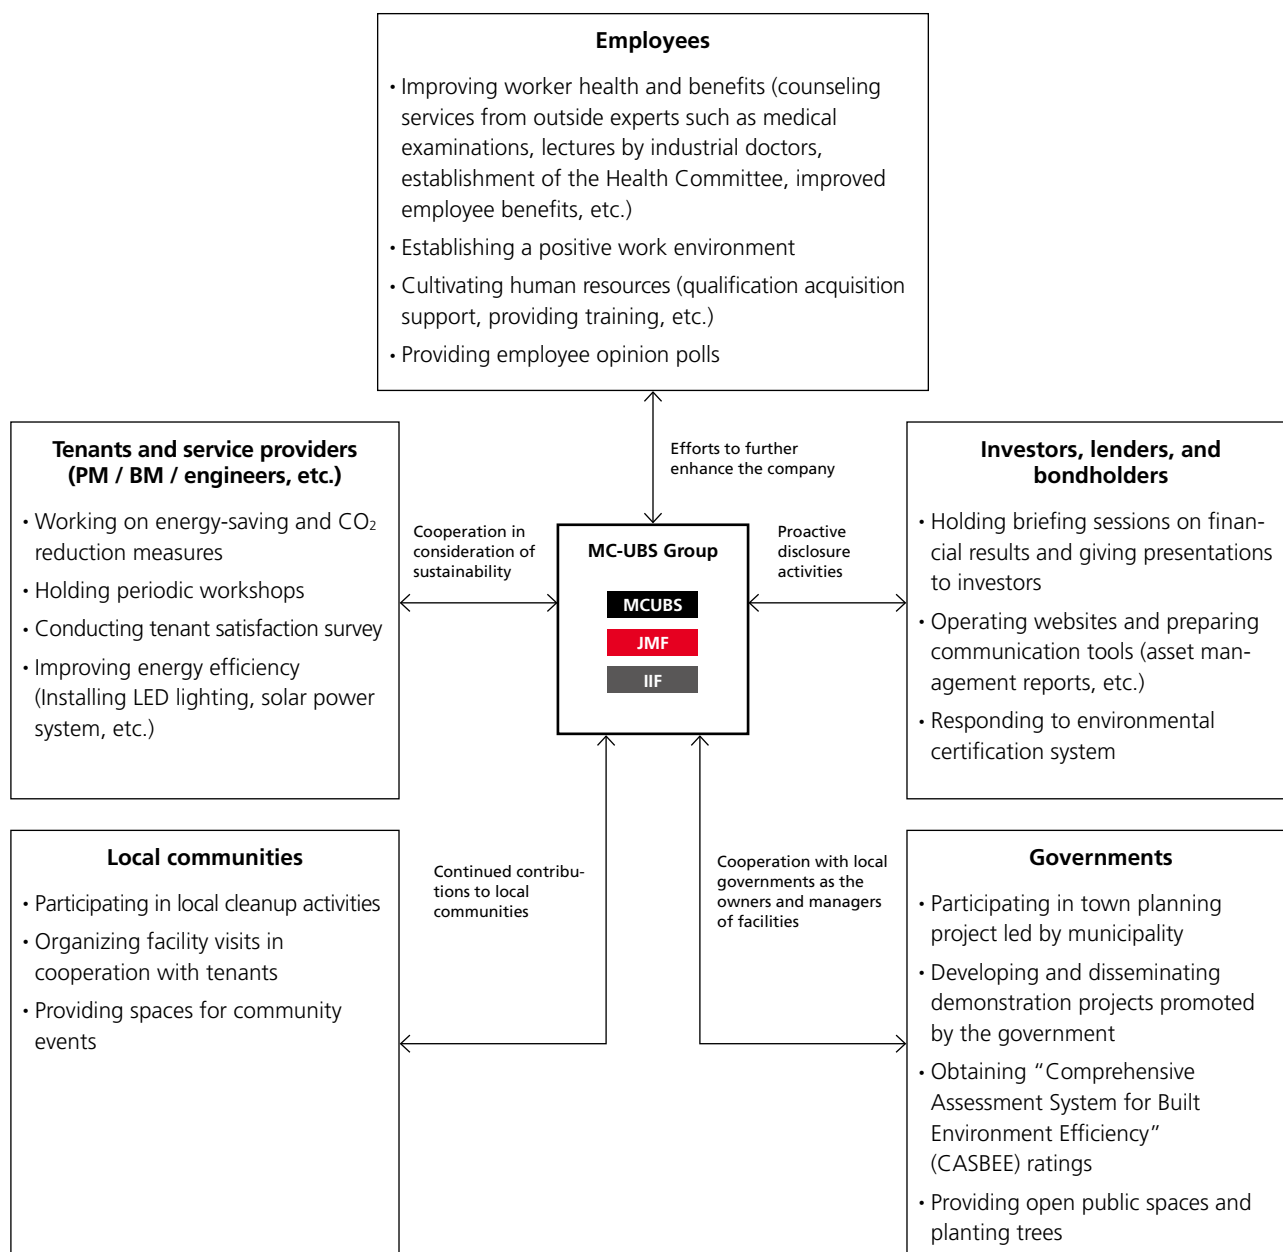 Employees
• Improving worker health and benefits (counseling
services from outside experts such as medical
examinations, lectures by industrial doctors,
establishment of the Health Committee, improved
employee benefits, etc.)
• Establishing a positive work environment
• Cultivating human resources (qualification acquisition
support, providing training, etc.)
• Providing employee opinion polls
Efforts to further
enhance the company
Tenants and service providers
(PM / BM / engineers, etc.)
• Working on energy-saving and CO₂
reduction measures
• Holding periodic workshops
• Conducting tenant satisfaction survey
• Improving energy efficiency
(Installing LED lighting, solar power
system, etc.)
Cooperation in
consideration of
sustainability
MC-UBS Group
MCUBS
JMF
IIF
Proactive
disclosure
activities
Investors, lenders, and
bondholders
• Holding briefing sessions on finan-
cial results and giving presentations
to investors
• Operating websites and preparing
communication tools (asset man-
agement reports, etc.)
• Responding to environmental
certification system
Local communities
• Participating in local cleanup activities
• Organizing facility visits in
cooperation with tenants
• Providing spaces for community
events
Continued contribu-
tions to local
communities
Cooperation with local
governments as the
owners and managers
of facilities
Governments
• Participating in town planning
project led by municipality
• Developing and disseminating
demonstration projects promoted
by the government
• Obtaining “Comprehensive
Assessment System for Built
Environment Efficiency”
(CASBEE) ratings
• Providing open public spaces and
planting trees